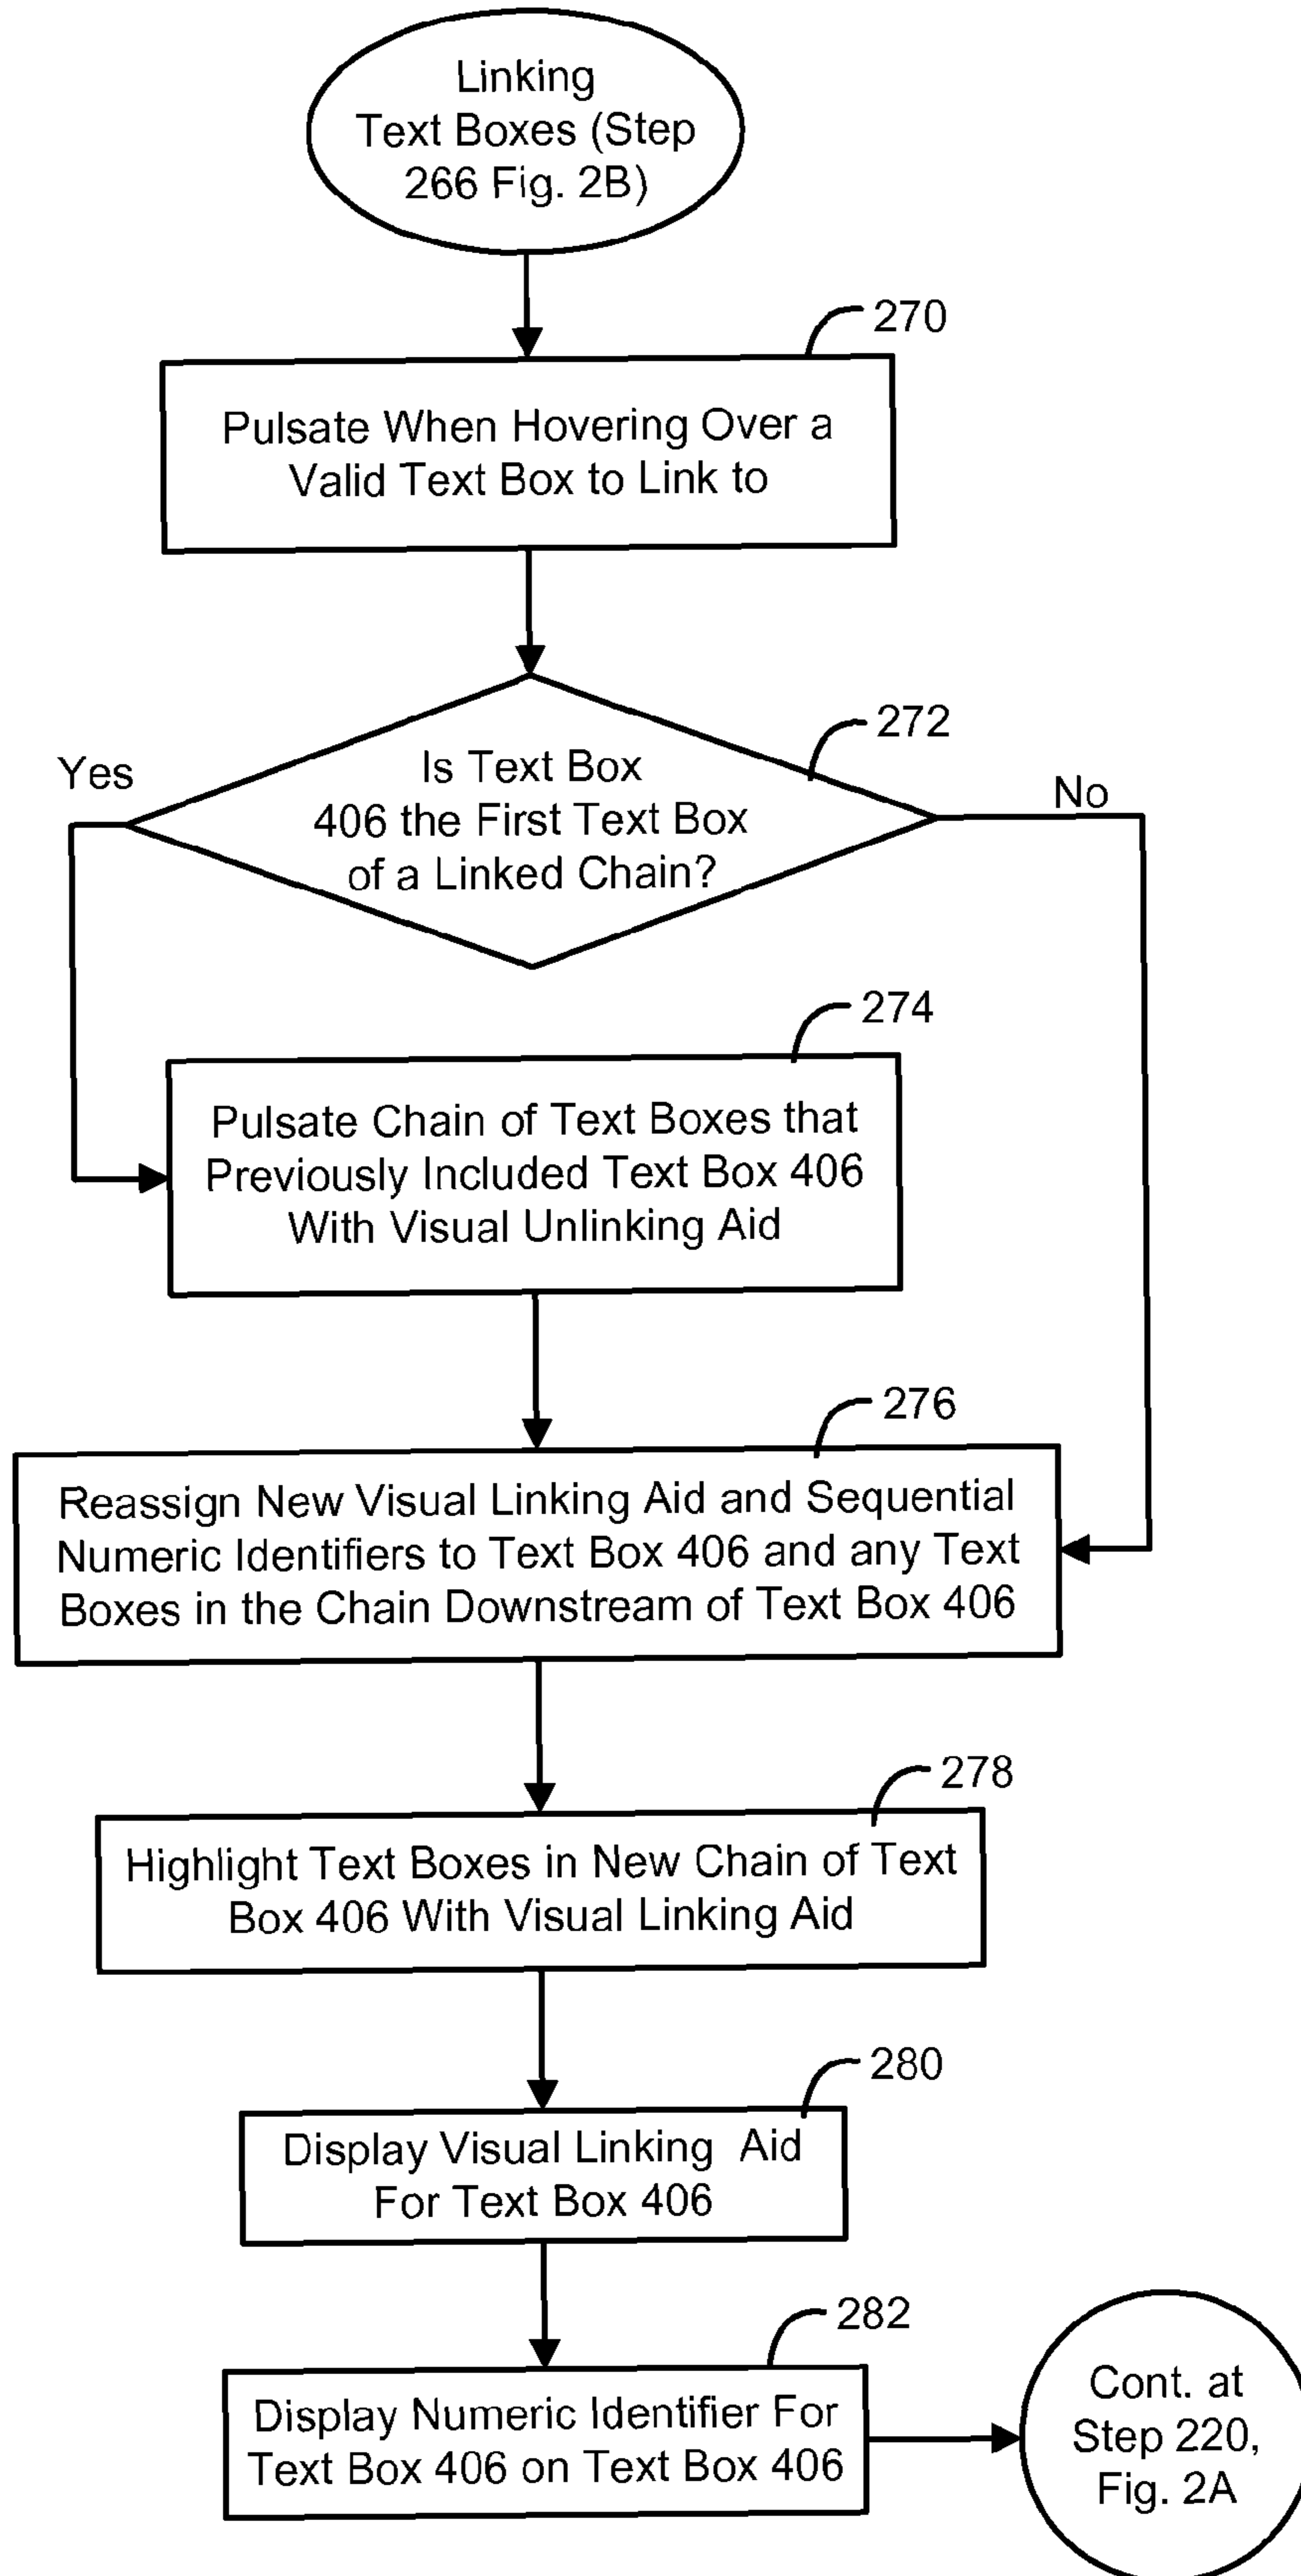 Linking
Text Boxes (Step
266 Fig. 2B)
270
Pulsate When Hovering Over a
Valid Text Box to Link to
272
Yes
Is Text Box
406 the First Text Box
of a Linked Chain?
No
274
Pulsate Chain of Text Boxes that
Previously Included Text Box 406
With Visual Unlinking Aid
276
Reassign New Visual Linking Aid and Sequential
Numeric Identifiers to Text Box 406 and any Text
Boxes in the Chain Downstream of Text Box 406
278
Highlight Text Boxes in New Chain of Text
Box 406 With Visual Linking Aid
280
Display Visual Linking Aid
For Text Box 406
282
Display Numeric Identifier For
Text Box 406 on Text Box 406
Cont. at
Step 220,
Fig. 2A